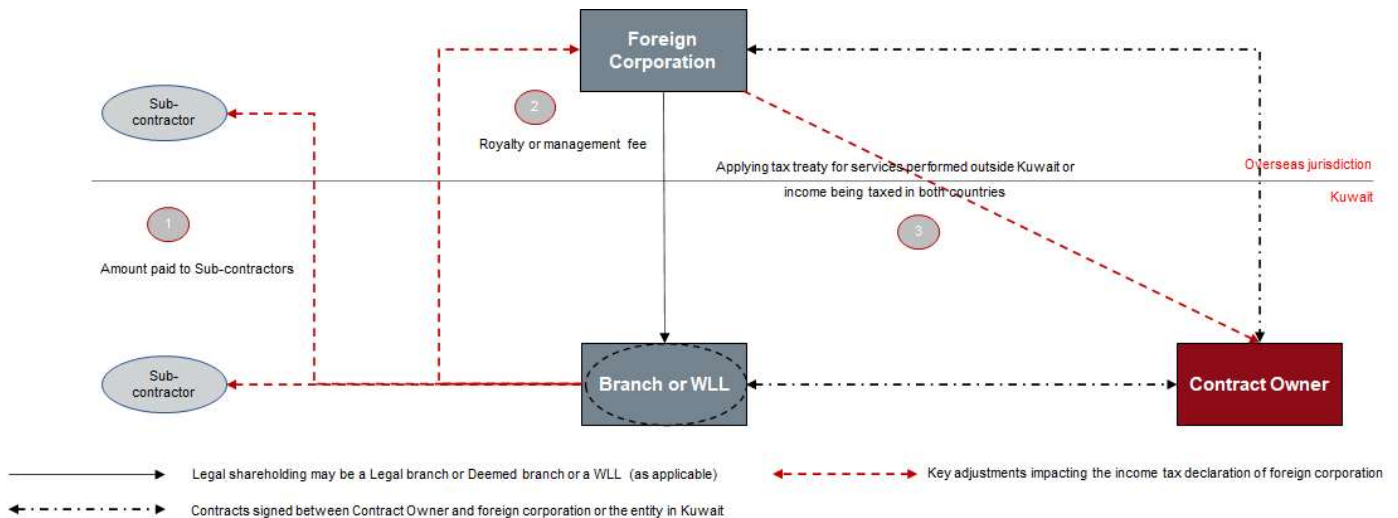 Foreign
Corporation
Sub-
contractor
2
Royalty or management fee
Applying tax treaty for services performed outside Kuwait or
income being taxed in both countries
Overseas jurisdiction
Kuwait
1
3
Amount paid to Sub-contractors
Sub-
contractor
Branch or WLL
Contract Owner
Legal shareholding may be a Legal branch or Deemed branch or a WLL (as applicable)
Key adjustments impacting the income tax declaration of foreign corporation
Contracts signed between Contract Owner and foreign corporation or the entity in Kuwait